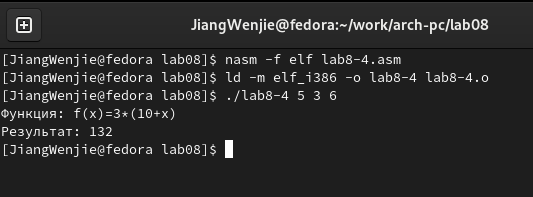 JiangWenjie@fedora:~/work/arch-pc/lab08
[JiangWenjie@fedora lab08]$ nasm -f elf lab8-4.asm
[JiangWenjie@fedora lab08]$ ld -m elf_i386 -o lab8-4 lab8-4.o
[JiangWenjie@fedora lab08]$ ./lab8-4 5 3 6
Функция: f(x)=3*(10+x)
Результат: 132
[JiangWenjie@fedora lab08]$